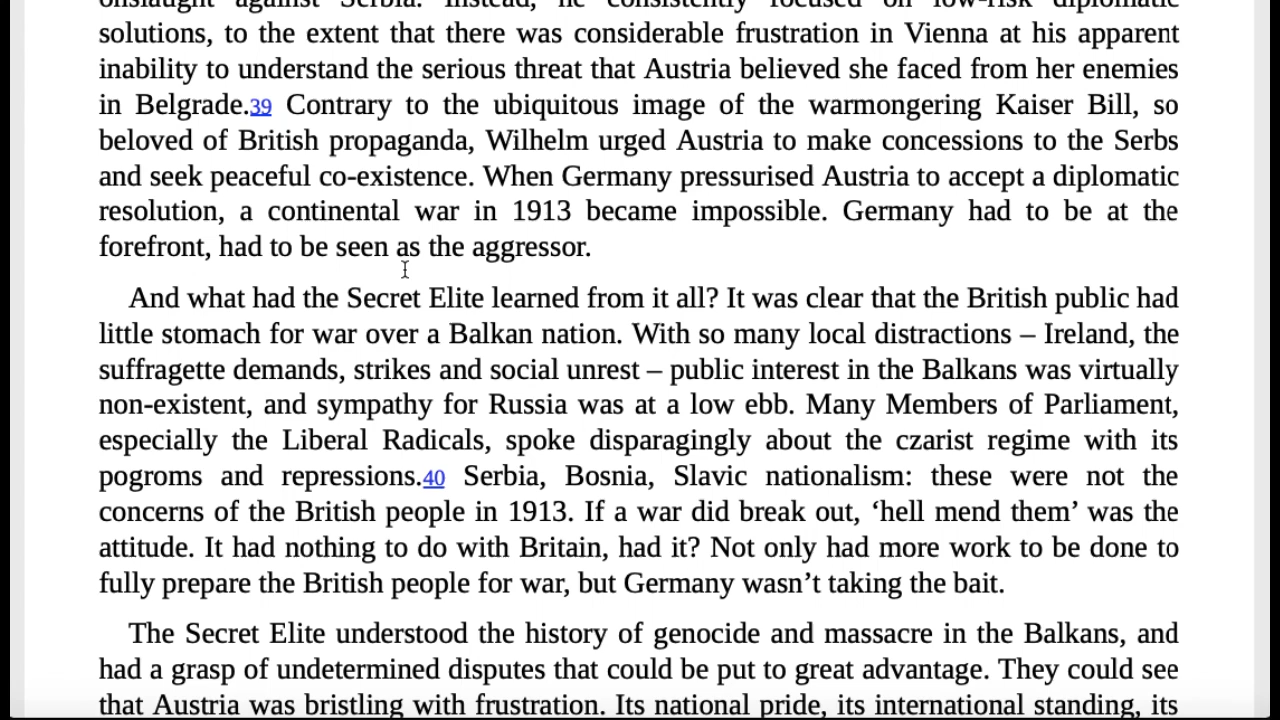 onslaught against Serbia. Instead, he consistently focused on low-risk diplomatic
solutions, to the extent that there was considerable frustration in Vienna at his apparent
inability to understand the serious threat that Austria believed she faced from her enemies
in Belgrade.39 Contrary to the ubiquitous image of the warmongering Kaiser Bill, so
beloved of British propaganda, Wilhelm urged Austria to make concessions to the Serbs
and seek peaceful co-existence. When Germany pressurised Austria to accept a diplomatic
resolution, a continental war in 1913 became impossible. Germany had to be at the
forefront, had to be seen as the aggressor.
And what had the Secret Elite learned from it all? It was clear that the British public had
little stomach for war over a Balkan nation. With so many local distractions – Ireland, the
suffragette demands, strikes and social unrest – public interest in the Balkans was virtually
non-existent, and sympathy for Russia was at a low ebb. Many Members of Parliament,
especially the Liberal Radicals, spoke disparagingly about the czarist regime with its
pogroms and repressions.40 Serbia, Bosnia, Slavic nationalism: these were not the
concerns of the British people in 1913. If a war did break out, ‘hell mend them’ was the
attitude. It had nothing to do with Britain, had it? Not only had more work to be done to
fully prepare the British people for war, but Germany wasn’t taking the bait.
The Secret Elite understood the history of genocide and massacre in the Balkans, and
had a grasp of undetermined disputes that could be put to great advantage. They could see
that Austria was bristling with frustration. Its national pride, its international standing, its